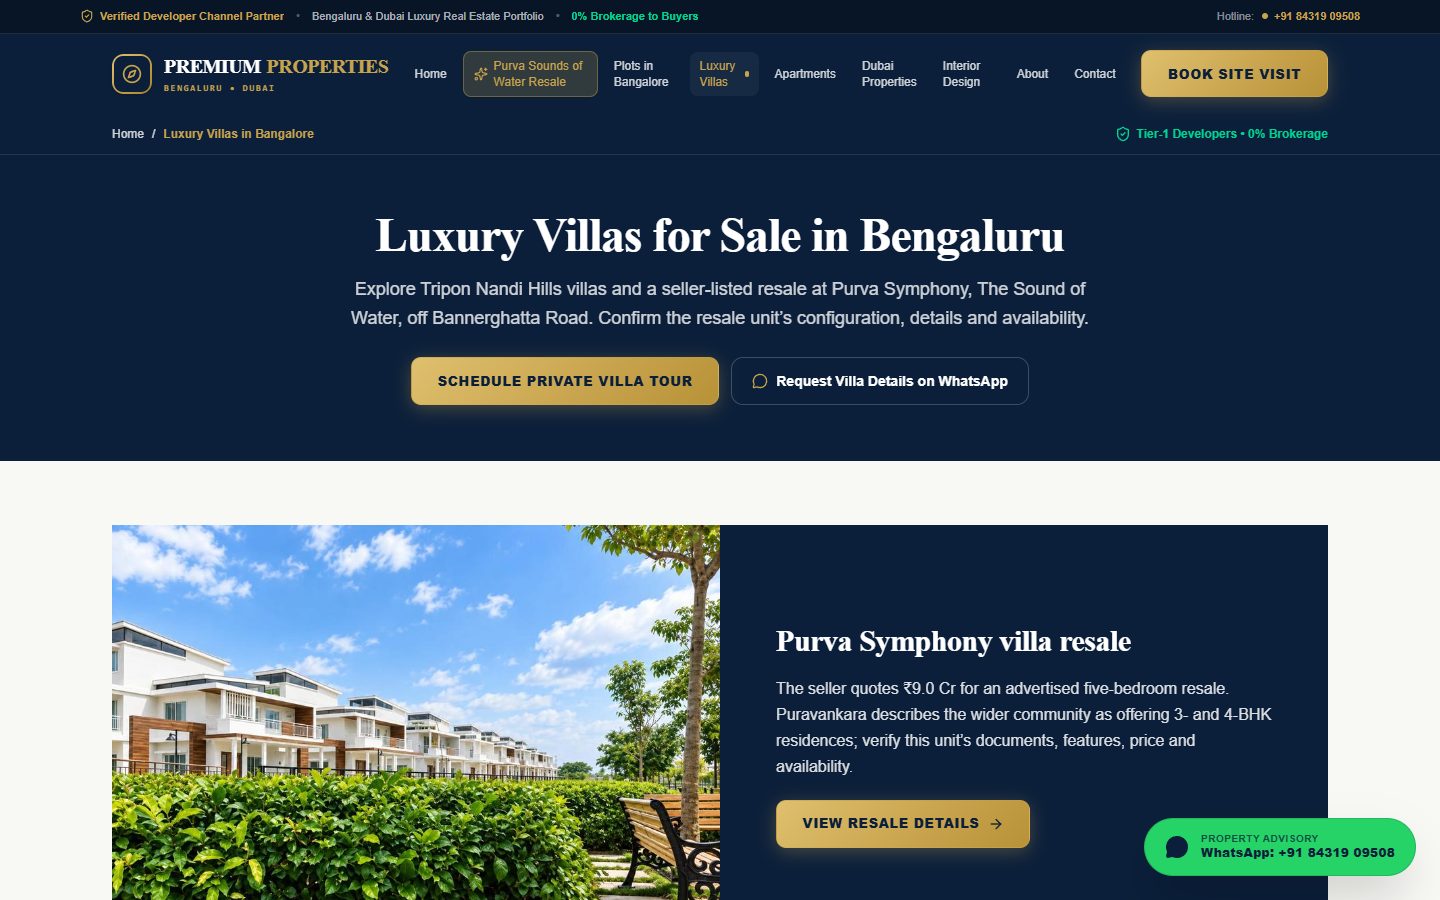 Verified Developer Channel Partner • Bengaluru & Dubai Luxury Real Estate Portfolio • 0% Brokerage to Buyers
Hotline: +91 84319 09508
PREMIUM PROPERTIES
BENGALURU • DUBAI
Home
Purva Sounds of
Water Resale
Plots in
Bangalore
Luxury
Villas
Apartments
Dubai
Properties
Interior
Design
About
Contact
BOOK SITE VISIT
Home / Luxury Villas in Bangalore
Tier-1 Developers • 0% Brokerage
Luxury Villas for Sale in Bengaluru
Explore Tripon Nandi Hills villas and a seller-listed resale at Purva Symphony, The Sound of
Water, off Bannerghatta Road. Confirm the resale unit's configuration, details and availability.
SCHEDULE PRIVATE VILLA TOUR
Request Villa Details on WhatsApp
Purva Symphony villa resale
The seller quotes ₹9.0 Cr for an advertised five-bedroom resale.
Puravankara describes the wider community as offering 3- and 4-BHK
residences; verify this unit's documents, features, price and
availability.
VIEW RESALE DETAILS
PROPERTY ADVISORY
WhatsApp: +91 84319 09508